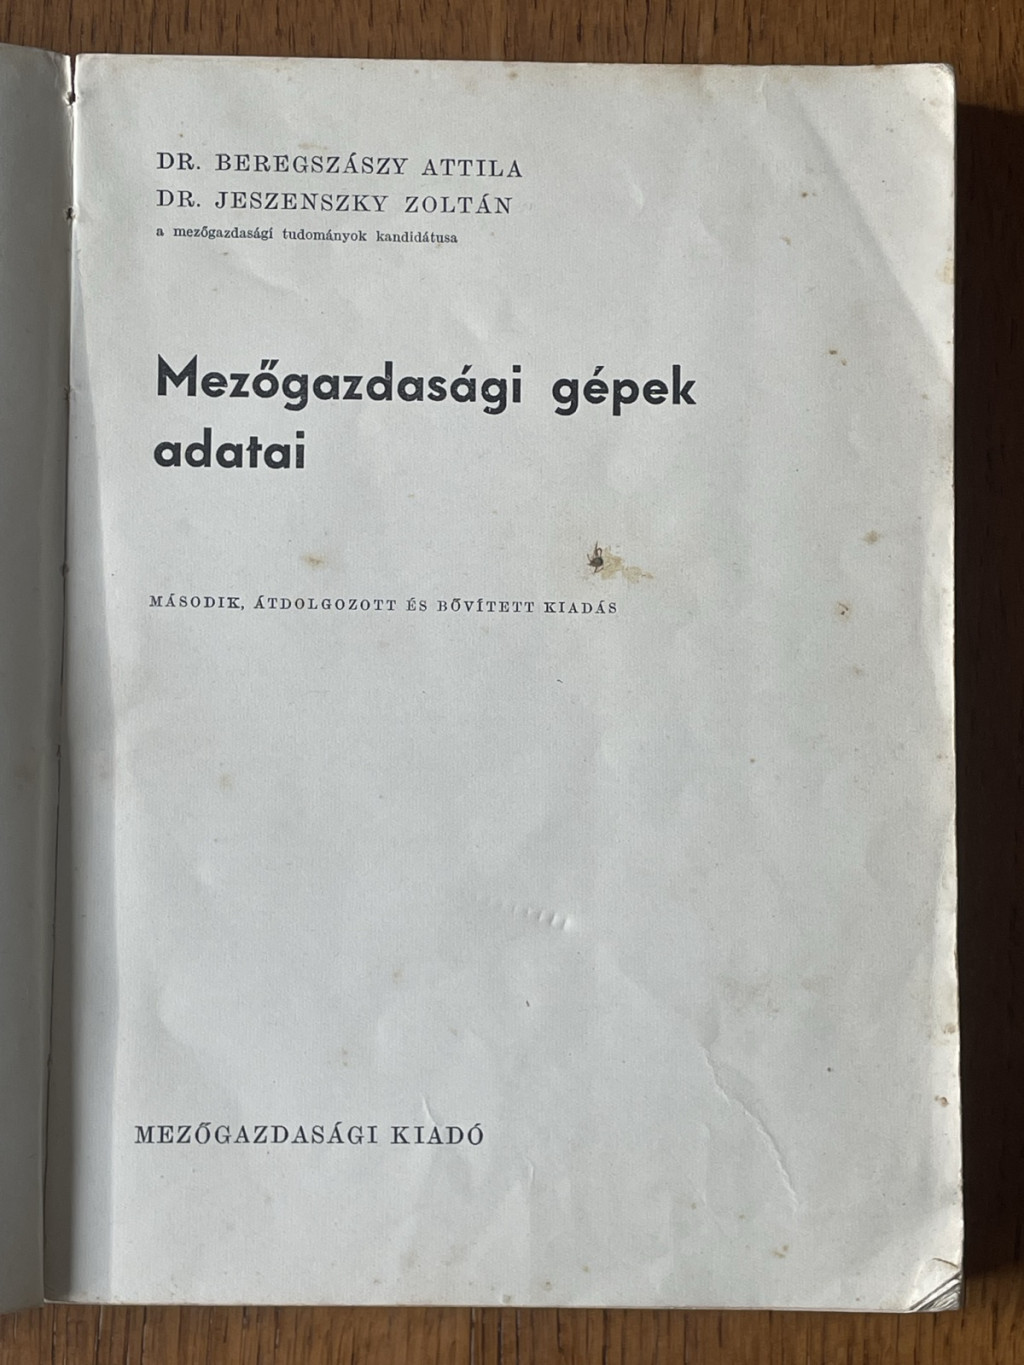 DR. BEREGSZÁSZY ATTILA
DR. JESZENSZKY ZOLTÁN
a mezőgazdasági tudományok kandidátusa
Mezőgazdasági gépek
adatai
MÁSODIK, ÁTDOLGOZOTT ÉS BŐVÍTETT KIADÁS
MEZŐGAZDASÁGI KIADÓ